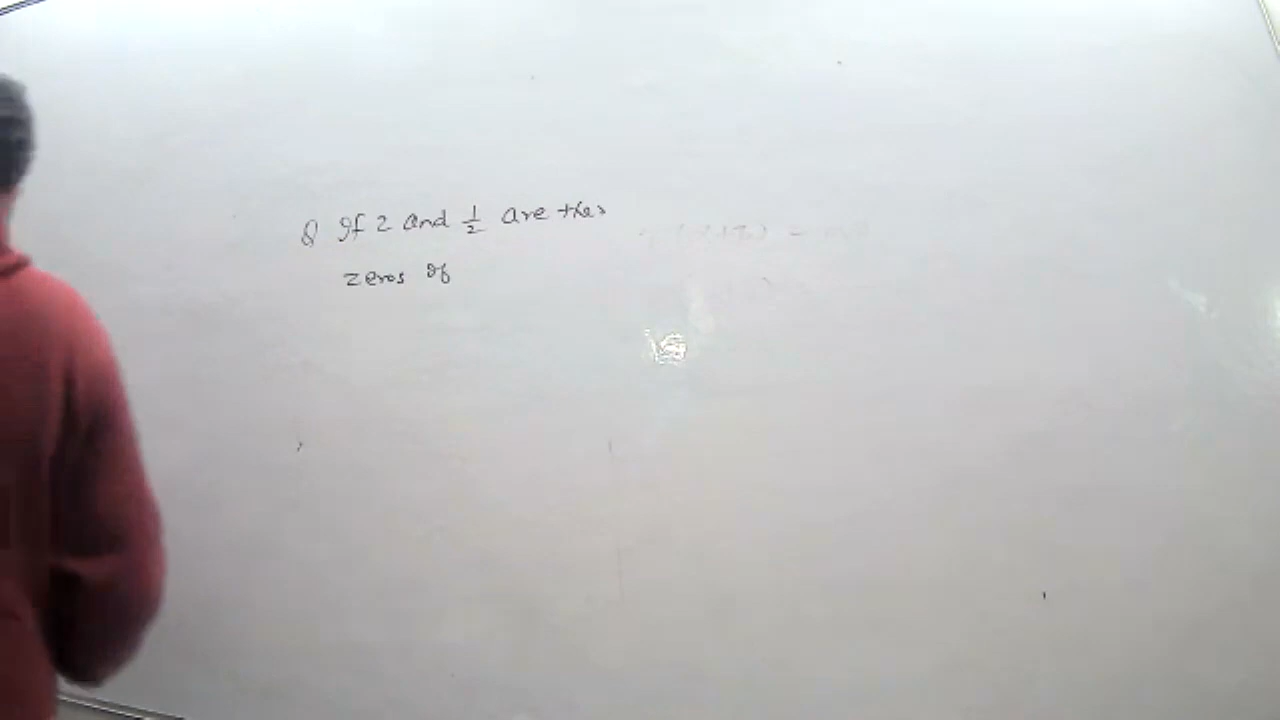 Q If 2 and 1/2 are the
zeros of